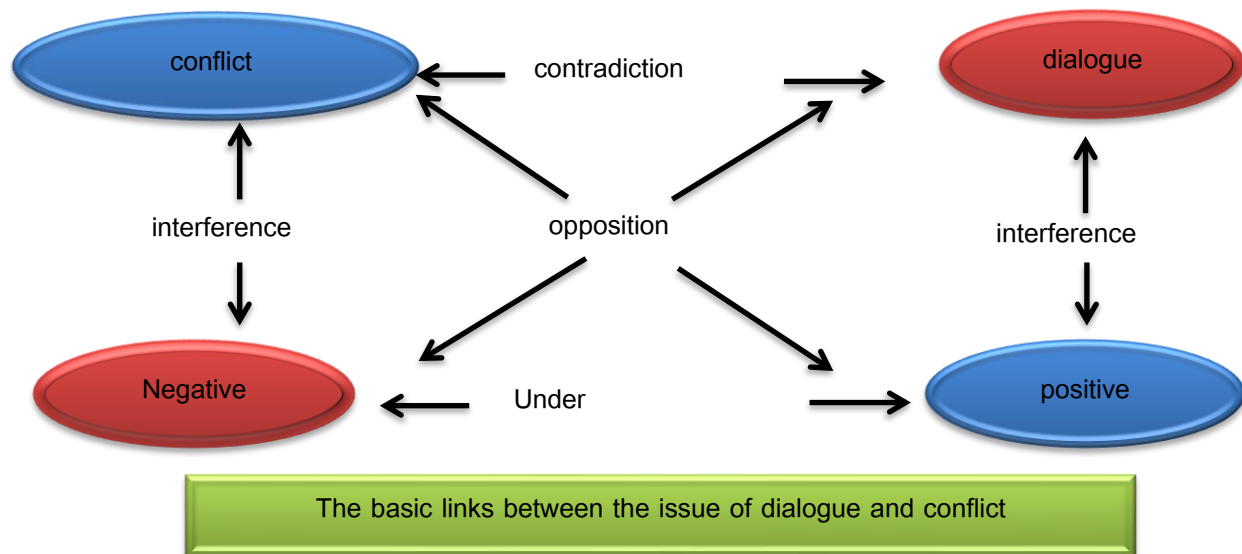 conflict
contradiction
dialogue
interference
opposition
interference
Negative
Under
positive
The basic links between the issue of dialogue and conflict